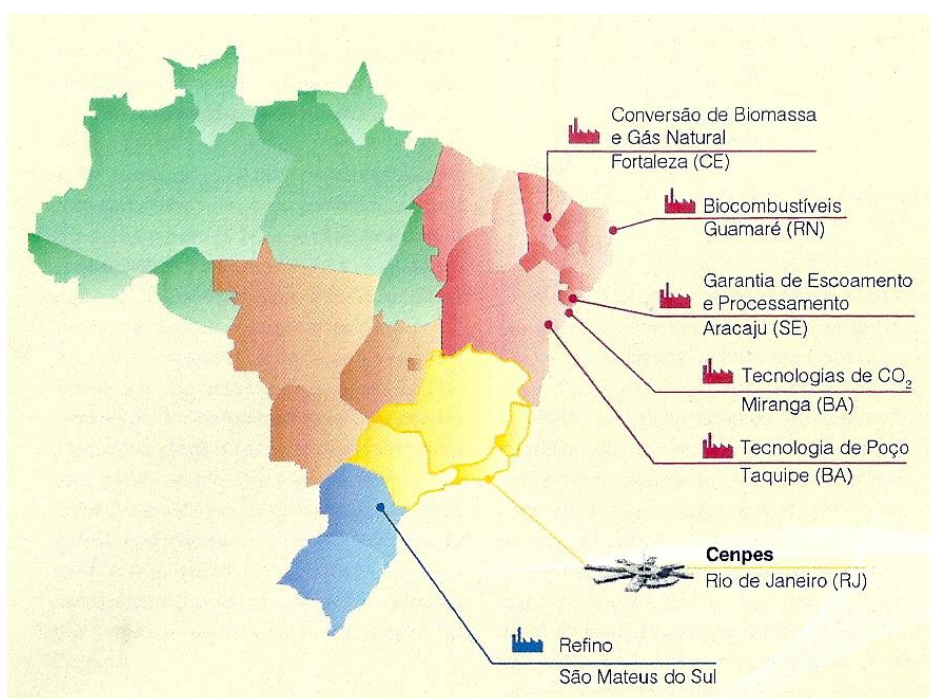 Conversão de Biomassa
e Gás Natural
Fortaleza (CE)
Biocombustíveis
Guamaré (RN)
Garantia de Escoamento
e Processamento
Aracaju (SE)
Tecnologias de CO₂
Miranga (BA)
Tecnologia de Poço
Taquipe (BA)
Cenpes
Rio de Janeiro (RJ)
Refino
São Mateus do Sul